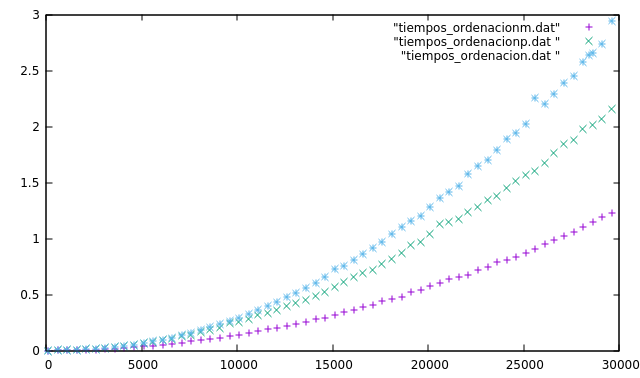 3
"tiempos_ordenacionm.dat"
"tiempos_ordenacionp.dat "
"tiempos_ordenacion.dat "
2.5
2
1.5
1
0.5
0
0 5000 10000 15000 20000 25000 30000